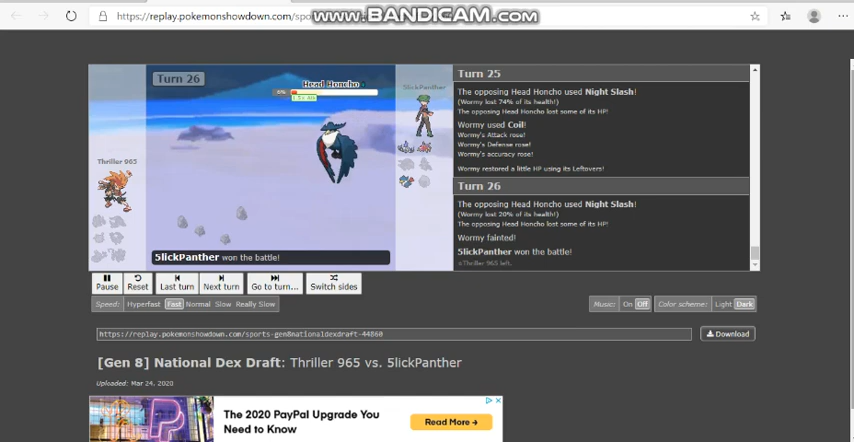 https://replay.pokemonshowdown.com/spo
www.BANDICAM.com
Turn 26
Head Honcho
5lickPanther
Thriller 965
5lickPanther won the battle!
Turn 25
The opposing Head Honcho used Night Slash!
(Wormy lost 74% of its health!)
The opposing Head Honcho lost some of its HP!
Wormy used Coil!
Wormy's Attack rose!
Wormy's Defense rose!
Wormy's accuracy rose!
Wormy restored a little HP using its Leftovers!
Turn 26
The opposing Head Honcho used Night Slash!
(Wormy lost 20% of its health!)
The opposing Head Honcho lost some of its HP!
Wormy fainted!
5lickPanther won the battle!
Thriller 965 left.
Pause
Reset
Last turn
Next turn
Go to turn...
Switch sides
Speed: Hyperfast Fast Normal Slow Really Slow
Music: On Off
Color scheme: Light Dark
https://replay.pokemonshowdown.com/sports-gen8nationaldexdraft-44860
Download
[Gen 8] National Dex Draft: Thriller 965 vs. 5lickPanther
Uploaded: Mar 24, 2020
The 2020 PayPal Upgrade You
Need to Know
Read More →